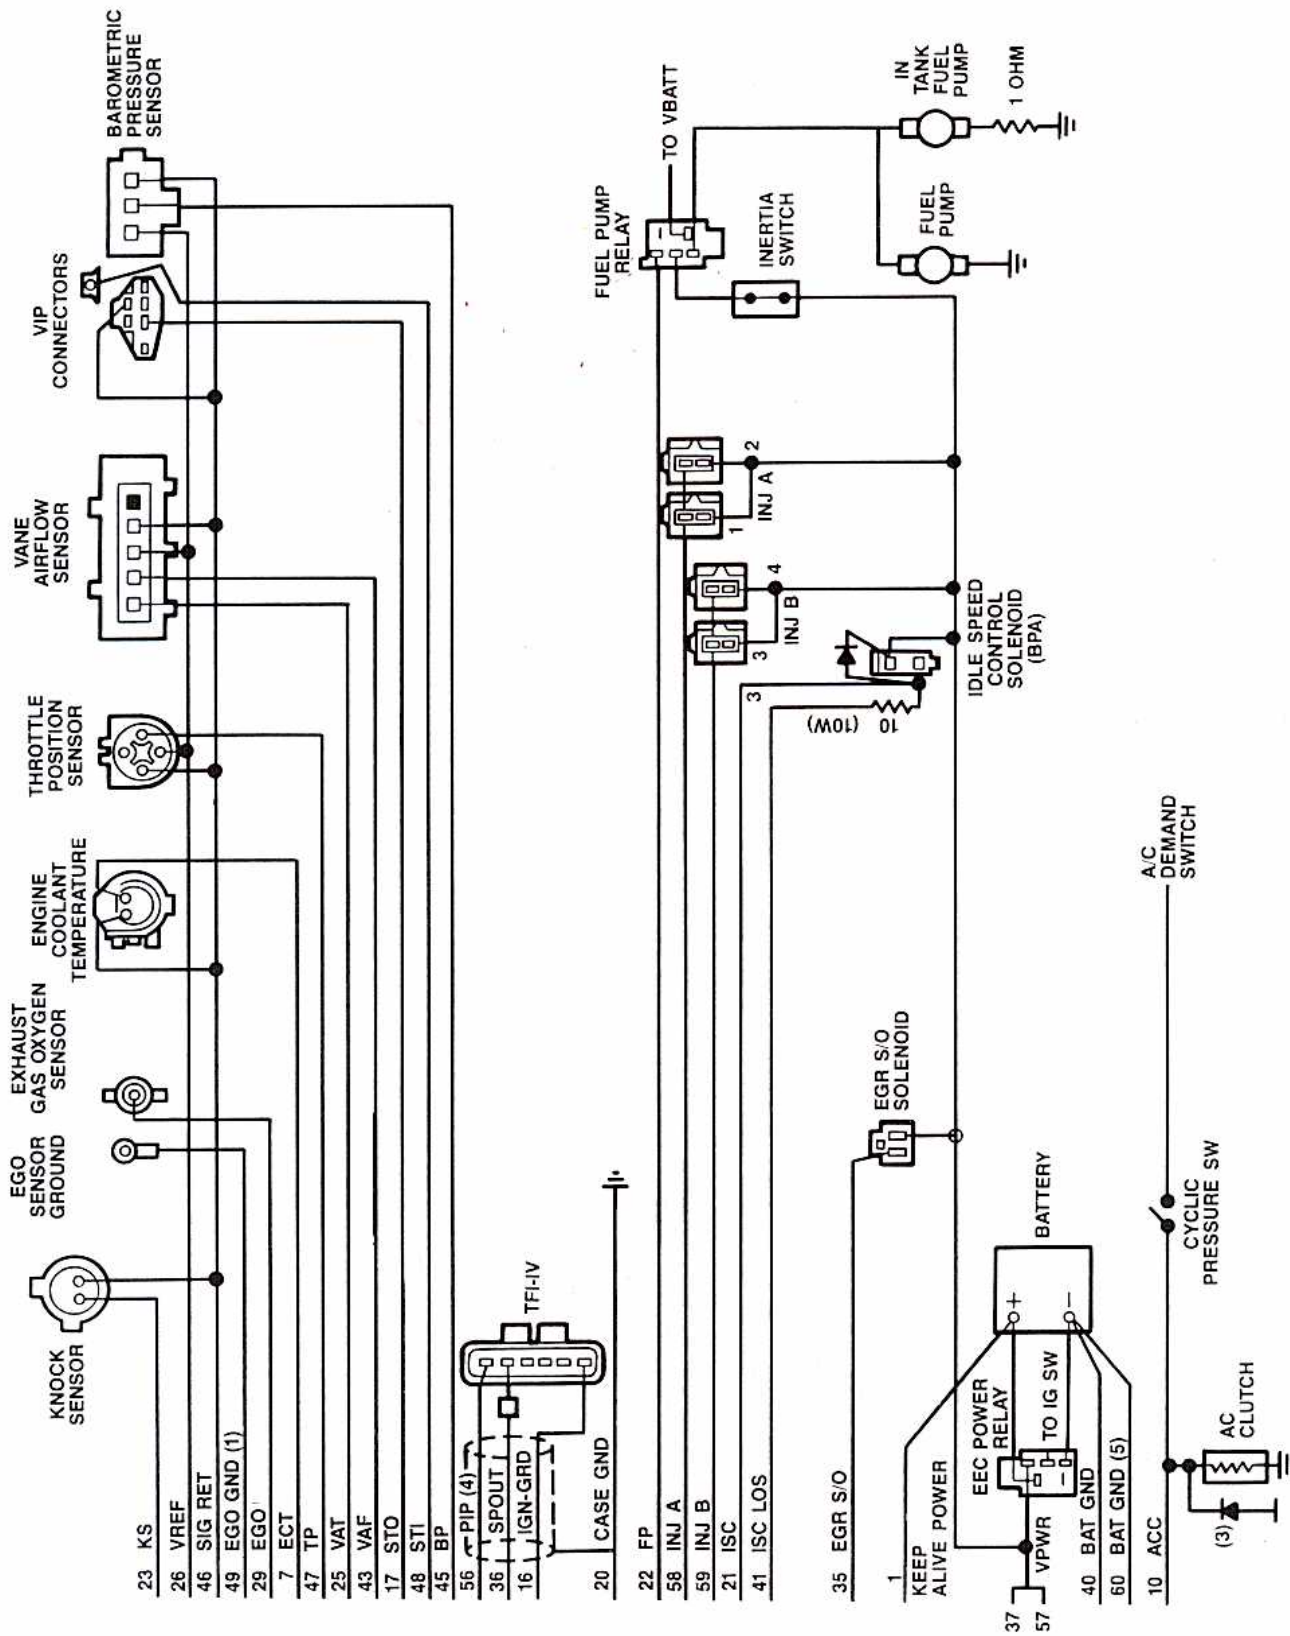 KNOCK
SENSOR
EGO
SENSOR
GROUND
EXHAUST
GAS OXYGEN
SENSOR
ENGINE
COOLANT
TEMPERATURE
THROTTLE
POSITION
SENSOR
VANE
AIRFLOW
SENSOR
VIP
CONNECTORS
BAROMETRIC
PRESSURE
SENSOR
23 KS
26 VREF
46 SIG RET
49 EGO GND (1)
29 EGO
7 ECT
47 TP
25 VAT
43 VAF
17 STO
48 STI
45 BP
56 PIP (4)
36 SPOUT
16 IGN-GRD
20 CASE GND
TFI-IV
22 FP
58 INJ A
59 INJ B
21 ISC
41 ISC LOS
FUEL PUMP
RELAY
TO VBATT
INERTIA
SWITCH
FUEL
PUMP
IN
TANK
FUEL
PUMP
1 OHM
1
2
INJ A
3
4
INJ B
3
10
(10W)
IDLE SPEED
CONTROL
SOLENOID
(BPA)
35 EGR S/O
EGR S/O
SOLENOID
1
KEEP
ALIVE POWER
EEC POWER
RELAY
TO IG SW
BATTERY
+
−
37
57
VPWR
40 BAT GND
60 BAT GND (5)
10 ACC
CYCLIC
PRESSURE SW
A/C
DEMAND
SWITCH
(3)
AC
CLUTCH